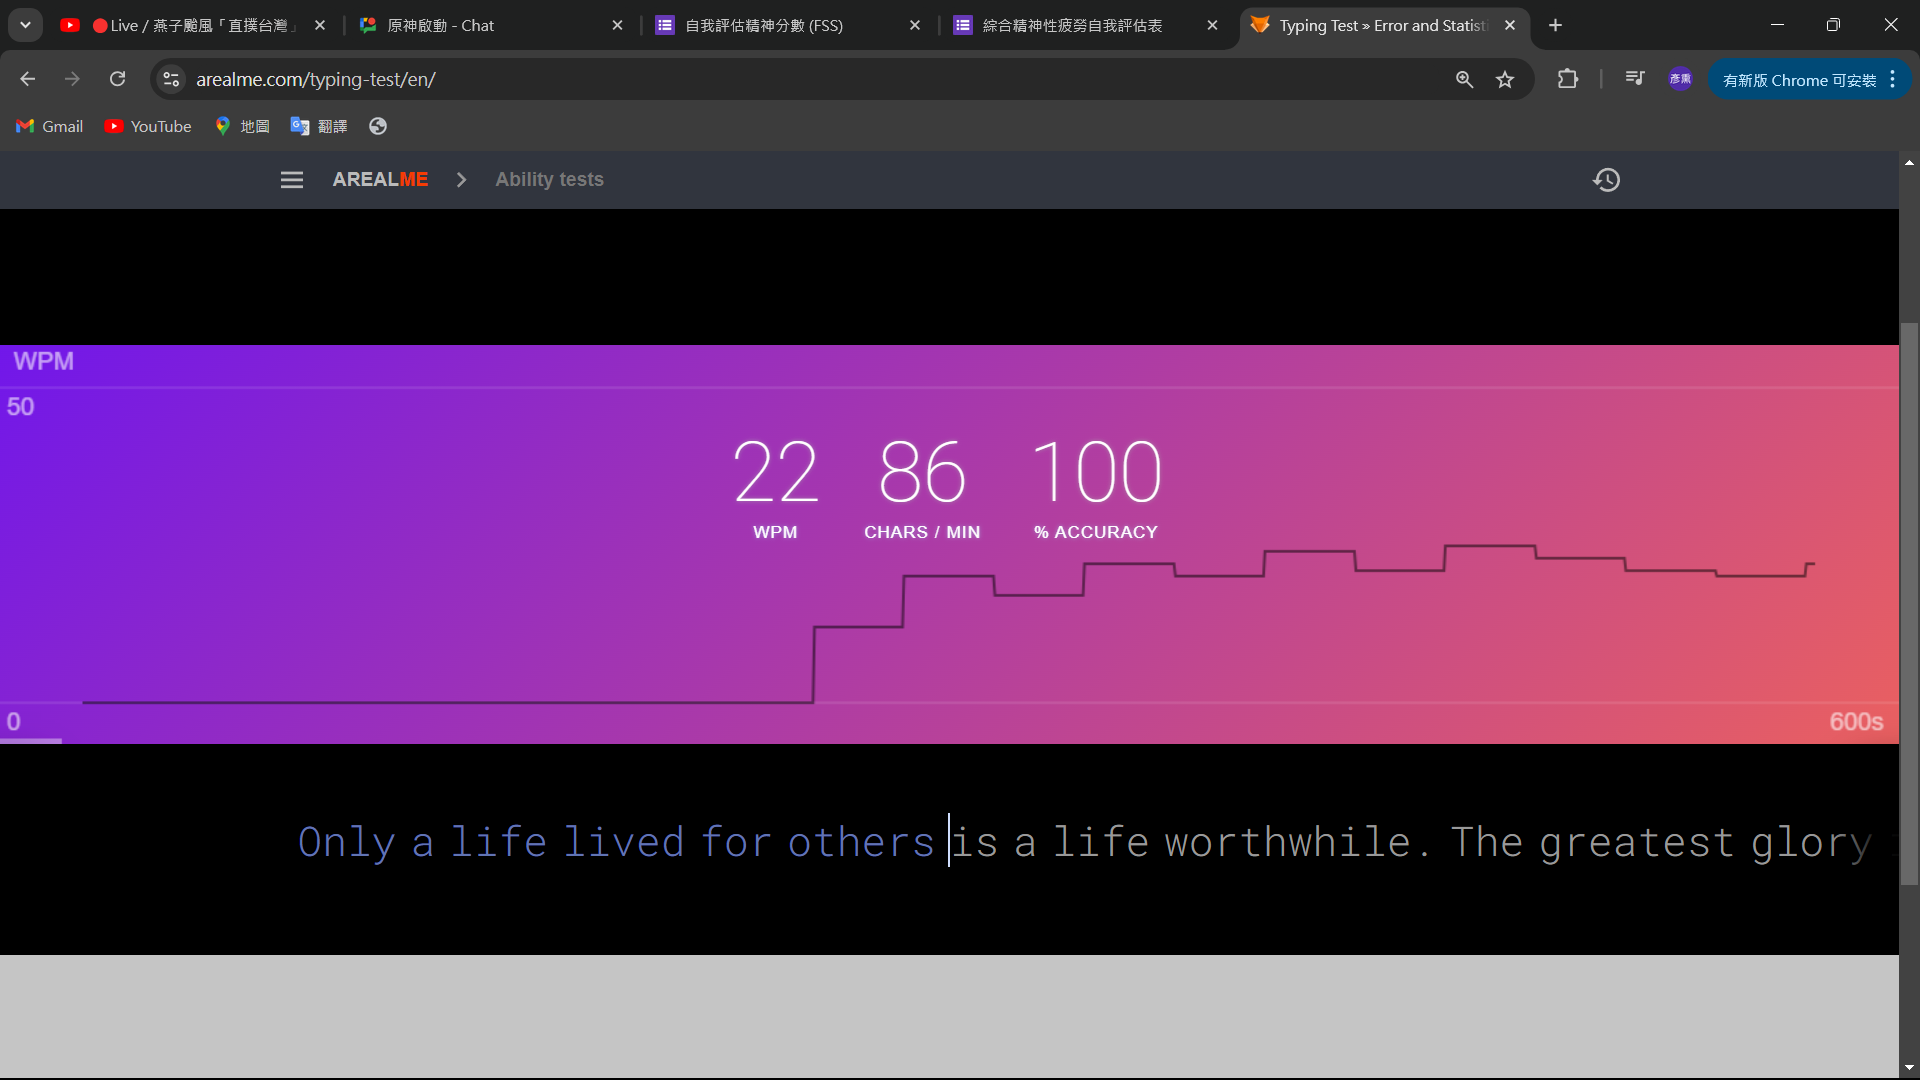 Live / 燕子颱風「直撲台灣」
原神啟動 - Chat
自我評估精神分數 (FSS)
綜合精神性疲勞自我評估表
Typing Test » Error and Statisti
arealme.com/typing-test/en/
彥熏
有新版 Chrome 可安裝
Gmail
YouTube
地圖
翻譯
AREALME
Ability tests
WPM
50
22 86 100
WPM CHARS / MIN % ACCURACY
0
600s
Only a life lived for others is a life worthwhile. The greatest glory